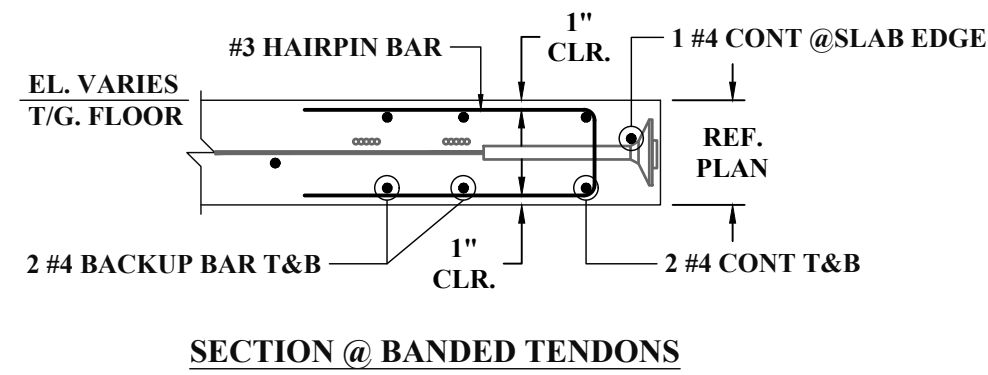 #3 HAIRPIN BAR
1"
CLR.
1 #4 CONT @SLAB EDGE
EL. VARIES
T/G. FLOOR
REF.
PLAN
2 #4 BACKUP BAR T&B
1"
CLR.
2 #4 CONT T&B
SECTION @ BANDED TENDONS